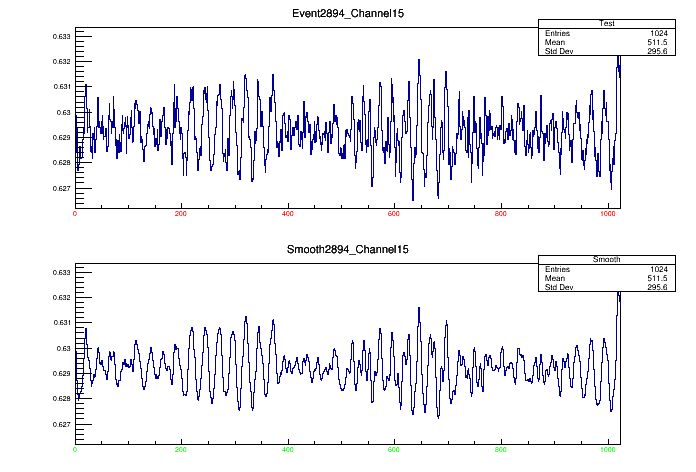 Event2894_Channel15
Test
Entries 1024
Mean 511.5
Std Dev 295.6
0.633
0.632
0.631
0.63
0.629
0.628
0.627
0 200 400 600 800 1000
Smooth2894_Channel15
Smooth
Entries 1024
Mean 511.5
Std Dev 295.6
0.633
0.632
0.631
0.63
0.629
0.628
0.627
0 200 400 600 800 1000